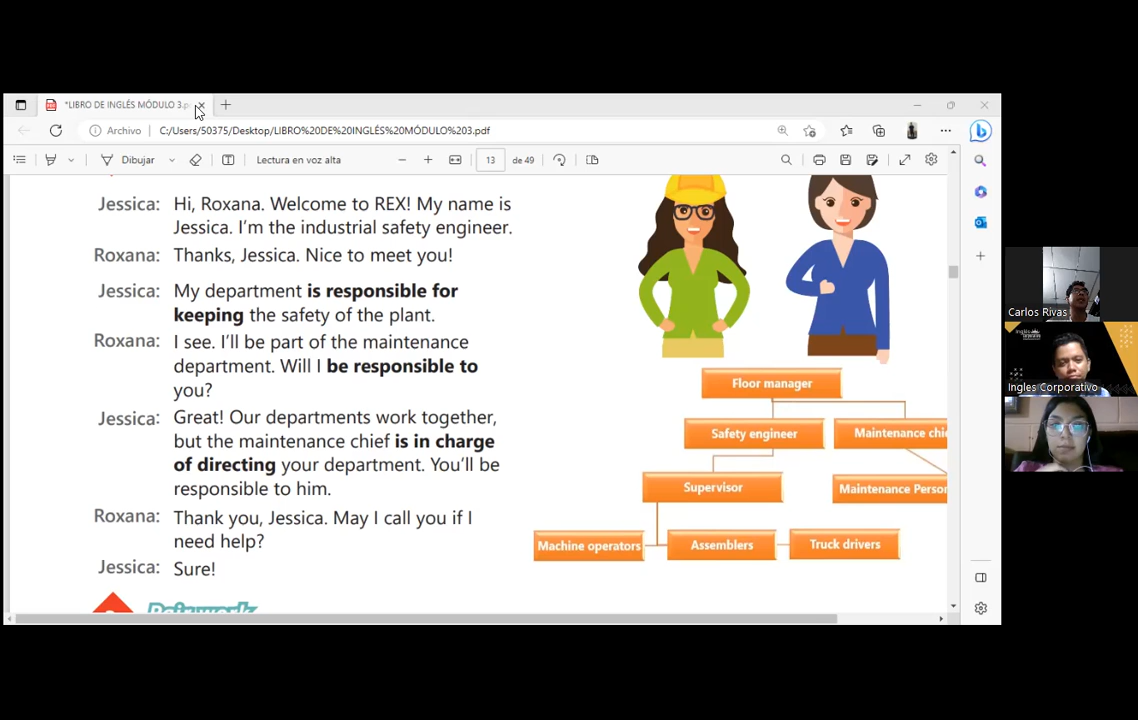 *LIBRO DE INGLÉS MÓDULO 3.p
Archivo C:/Users/50375/Desktop/LIBRO%20DE%20INGLÉS%20MÓDULO%203.pdf
Dibujar Lectura en voz alta 13 de 49
Jessica: Hi, Roxana. Welcome to REX! My name is
Jessica. I'm the industrial safety engineer.
Roxana: Thanks, Jessica. Nice to meet you!
Jessica: My department is responsible for
keeping the safety of the plant.
Roxana: I see. I'll be part of the maintenance
department. Will I be responsible to
you?
Jessica: Great! Our departments work together,
but the maintenance chief is in charge
of directing your department. You'll be
responsible to him.
Roxana: Thank you, Jessica. May I call you if I
need help?
Jessica: Sure!
Pair work
Floor manager
Safety engineer Maintenance chie
Supervisor Maintenance Person
Machine operators Assemblers Truck drivers
Carlos Rivas
Ingles Corporativo